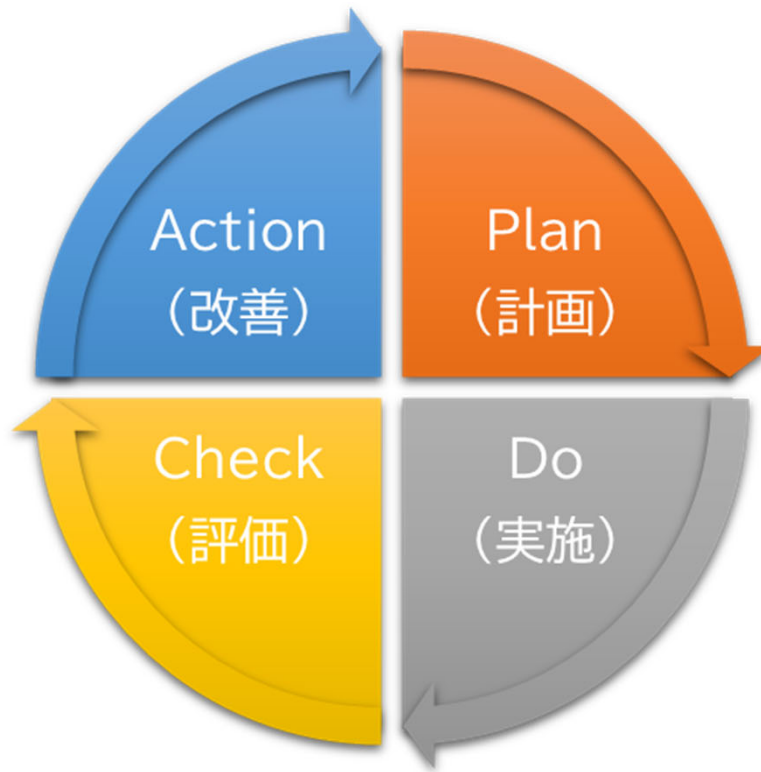 Action
（改善）
Plan
（計画）
Check
（評価）
Do
（実施）